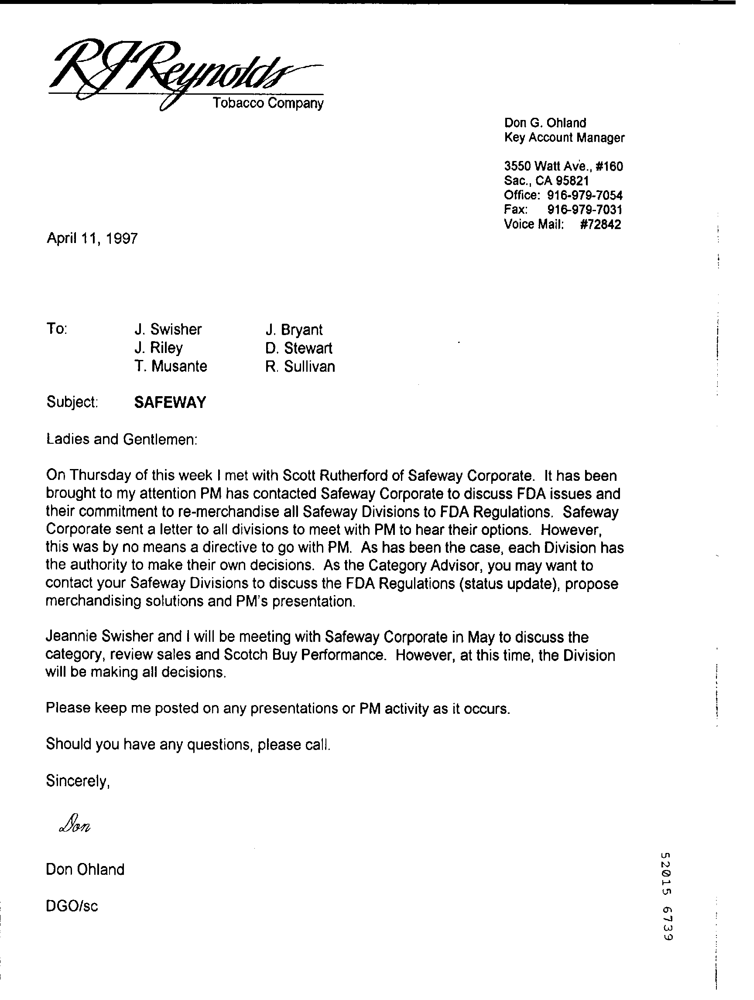 RJReynolds
Tobacco Company
Don G. Ohland
Key Account Manager
3550 Watt Ave., #160
Sac., CA 95821
Office: 916-979-7054
Fax: 916-979-7031
Voice Mail: #72842
April 11, 1997
To: J. Swisher J. Bryant
J. Riley D. Stewart
T. Musante R. Sullivan
Subject: SAFEWAY
Ladies and Gentlemen:
On Thursday of this week I met with Scott Rutherford of Safeway Corporate. It has been
brought to my attention PM has contacted Safeway Corporate to discuss FDA issues and
their commitment to re-merchandise all Safeway Divisions to FDA Regulations. Safeway
Corporate sent a letter to all divisions to meet with PM to hear their options. However,
this was by no means a directive to go with PM. As has been the case, each Division has
the authority to make their own decisions. As the Category Advisor, you may want to
contact your Safeway Divisions to discuss the FDA Regulations (status update), propose
merchandising solutions and PM's presentation.
Jeannie Swisher and I will be meeting with Safeway Corporate in May to discuss the
category, review sales and Scotch Buy Performance. However, at this time, the Division
will be making all decisions.
Please keep me posted on any presentations or PM activity as it occurs.
Should you have any questions, please call.
Sincerely,
Don
Don Ohland
DGO/sc
52015 6739